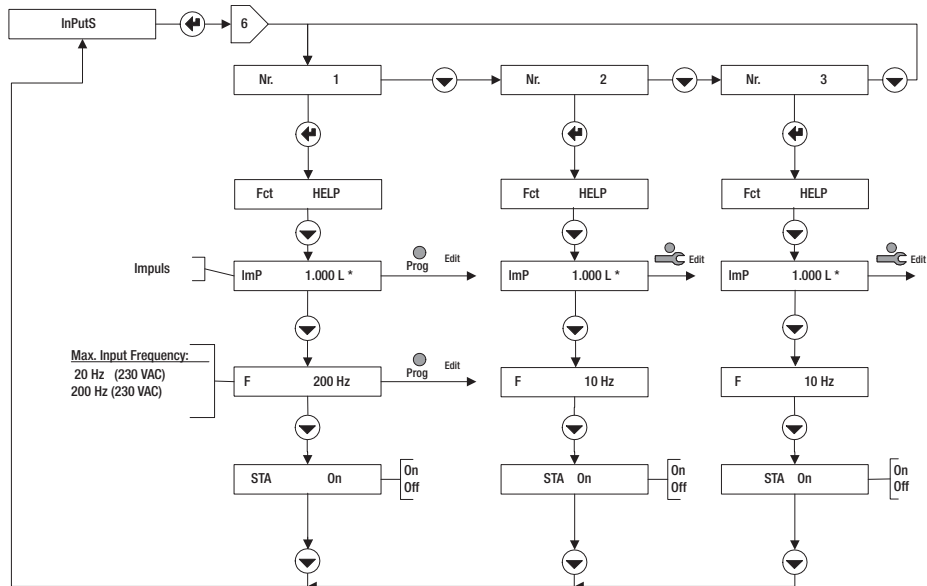 InPutS
6
Nr. 1
Nr. 2
Nr. 3
Fct HELP
Fct HELP
Fct HELP
Impuls
ImP 1.000 L *
Prog Edit
ImP 1.000 L *
Edit
ImP 1.000 L *
Edit
Max. Input Frequency:
20 Hz (230 VAC)
200 Hz (230 VAC)
F 200 Hz
Prog Edit
F 10 Hz
F 10 Hz
STA On
On
Off
STA On
On
Off
STA On
On
Off